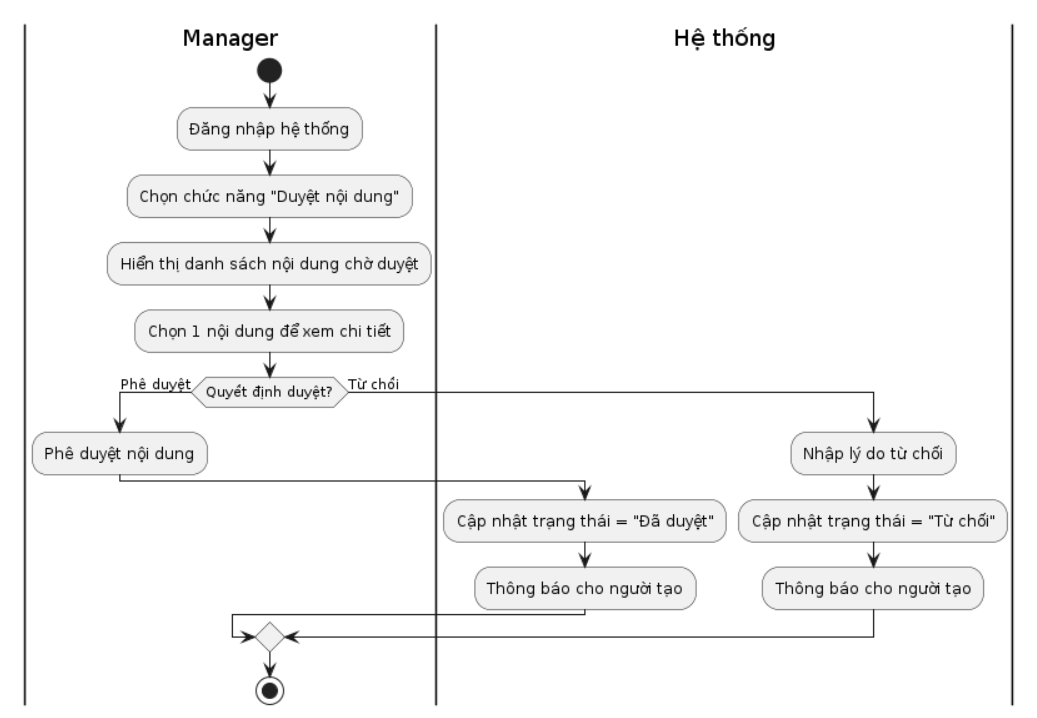 Manager
Hệ thống
Đăng nhập hệ thống
Chọn chức năng "Duyệt nội dung"
Hiển thị danh sách nội dung chờ duyệt
Chọn 1 nội dung để xem chi tiết
Phê duyệt
Quyết định duyệt?
Từ chối
Phê duyệt nội dung
Nhập lý do từ chối
Cập nhật trạng thái = "Đã duyệt"
Cập nhật trạng thái = "Từ chối"
Thông báo cho người tạo
Thông báo cho người tạo